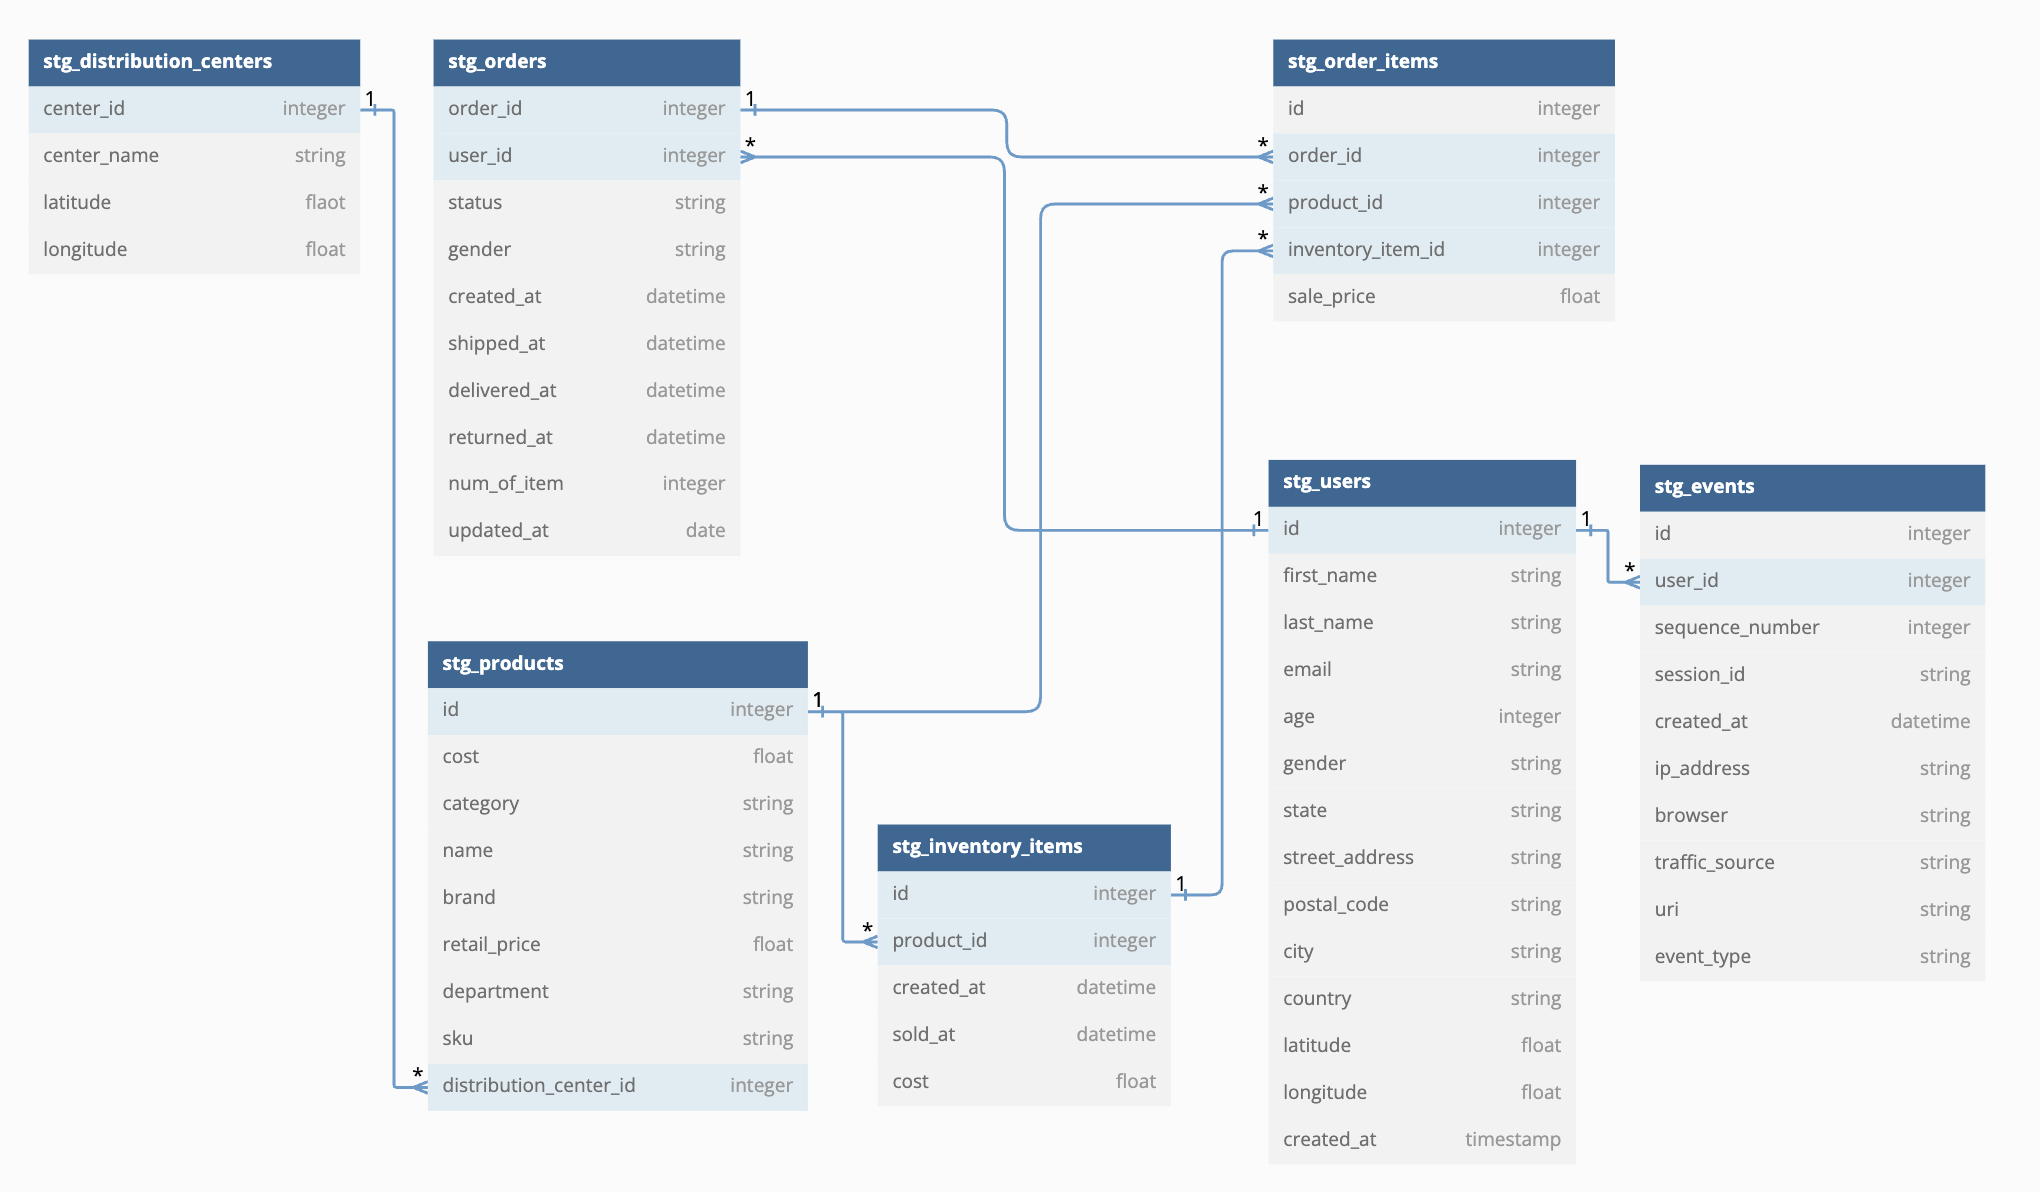 stg_distribution_centers
center_id integer 1
center_name string
latitude flaot
longitude float
stg_orders
order_id integer 1
user_id integer *
status string
gender string
created_at datetime
shipped_at datetime
delivered_at datetime
returned_at datetime
num_of_item integer
updated_at date
stg_order_items
id integer
* order_id integer
* product_id integer
* inventory_item_id integer
sale_price float
stg_products
id integer 1
cost float
category string
name string
brand string
retail_price float
department string
sku string
* distribution_center_id integer
stg_inventory_items
id integer 1
* product_id integer
created_at datetime
sold_at datetime
cost float
stg_users
1 id integer 1
first_name string
last_name string
email string
age integer
gender string
state string
street_address string
postal_code string
city string
country string
latitude float
longitude float
created_at timestamp
stg_events
id integer
* user_id integer
sequence_number integer
session_id string
created_at datetime
ip_address string
browser string
traffic_source string
uri string
event_type string